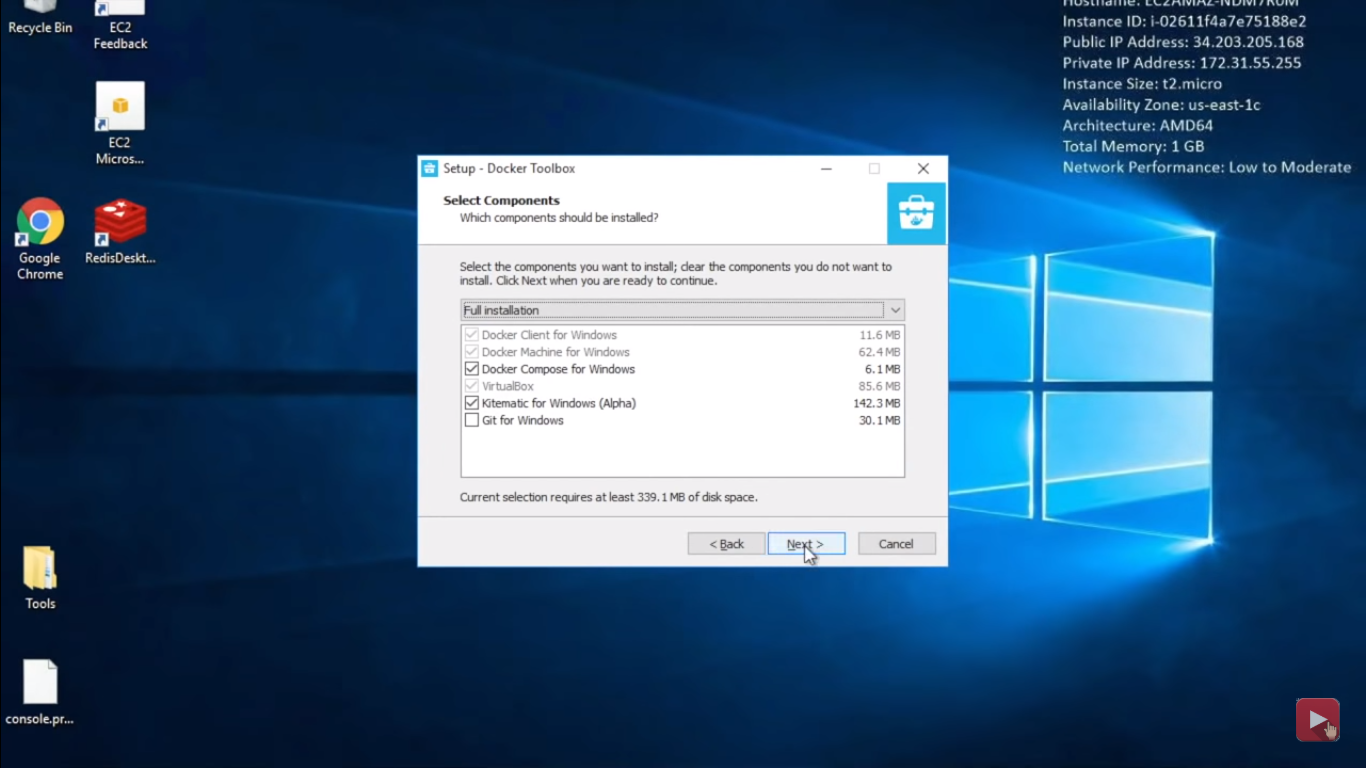 Recycle Bin
EC2
Feedback
Hostname: EC2AMAZ-NDM7R0M
Instance ID: i-02611f4a7e75188e2
Public IP Address: 34.203.205.168
Private IP Address: 172.31.55.255
Instance Size: t2.micro
Availability Zone: us-east-1c
Architecture: AMD64
Total Memory: 1 GB
Network Performance: Low to Moderate
EC2
Micros...
Google
Chrome
RedisDeskt...
Tools
console.pr...
Setup - Docker Toolbox
Select Components
Which components should be installed?
Select the components you want to install; clear the components you do not want to
install. Click Next when you are ready to continue.
Full installation
Docker Client for Windows 11.6 MB
Docker Machine for Windows 62.4 MB
Docker Compose for Windows 6.1 MB
VirtualBox 85.6 MB
Kitematic for Windows (Alpha) 142.3 MB
Git for Windows 30.1 MB
Current selection requires at least 339.1 MB of disk space.
< Back Next > Cancel